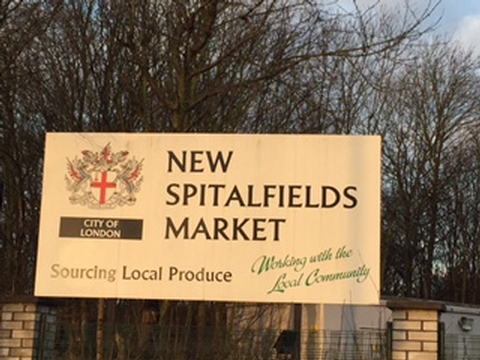 NEW
SPITALFIELDS
MARKET
CITY OF
LONDON
Sourcing Local Produce
Working with the
Local Community